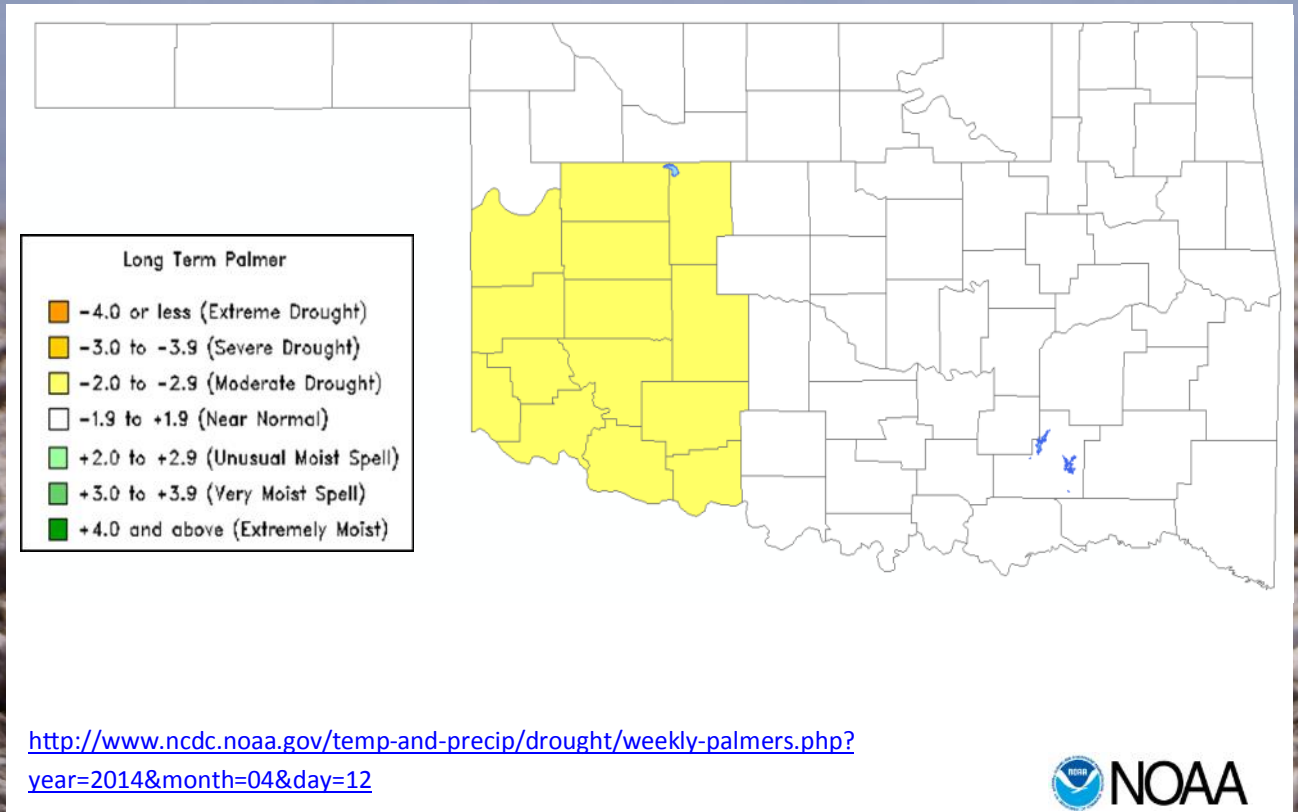 Long Term Palmer
-4.0 or less (Extreme Drought)
-3.0 to -3.9 (Severe Drought)
-2.0 to -2.9 (Moderate Drought)
-1.9 to +1.9 (Near Normal)
+2.0 to +2.9 (Unusual Moist Spell)
+3.0 to +3.9 (Very Moist Spell)
+4.0 and above (Extremely Moist)
http://www.ncdc.noaa.gov/temp-and-precip/drought/weekly-palmers.php?
year=2014&month=04&day=12
NOAA
NOAA